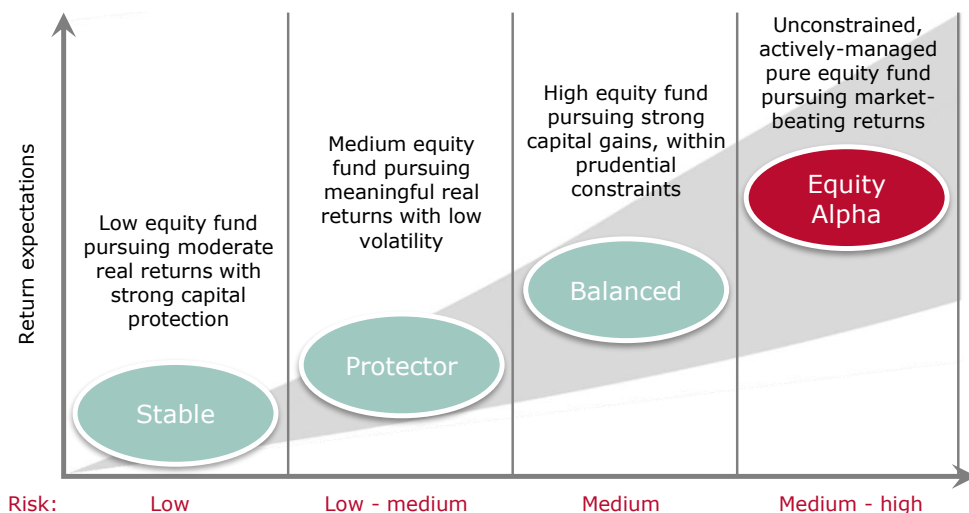 Return expectations
Low equity fund
pursuing moderate
real returns with
strong capital
protection
Stable
Medium equity
fund pursuing
meaningful real
returns with low
volatility
Protector
High equity fund
pursuing strong
capital gains, within
prudential
constraints
Balanced
Unconstrained,
actively-managed
pure equity fund
pursuing market-
beating returns
Equity
Alpha
Risk: Low Low - medium Medium Medium - high